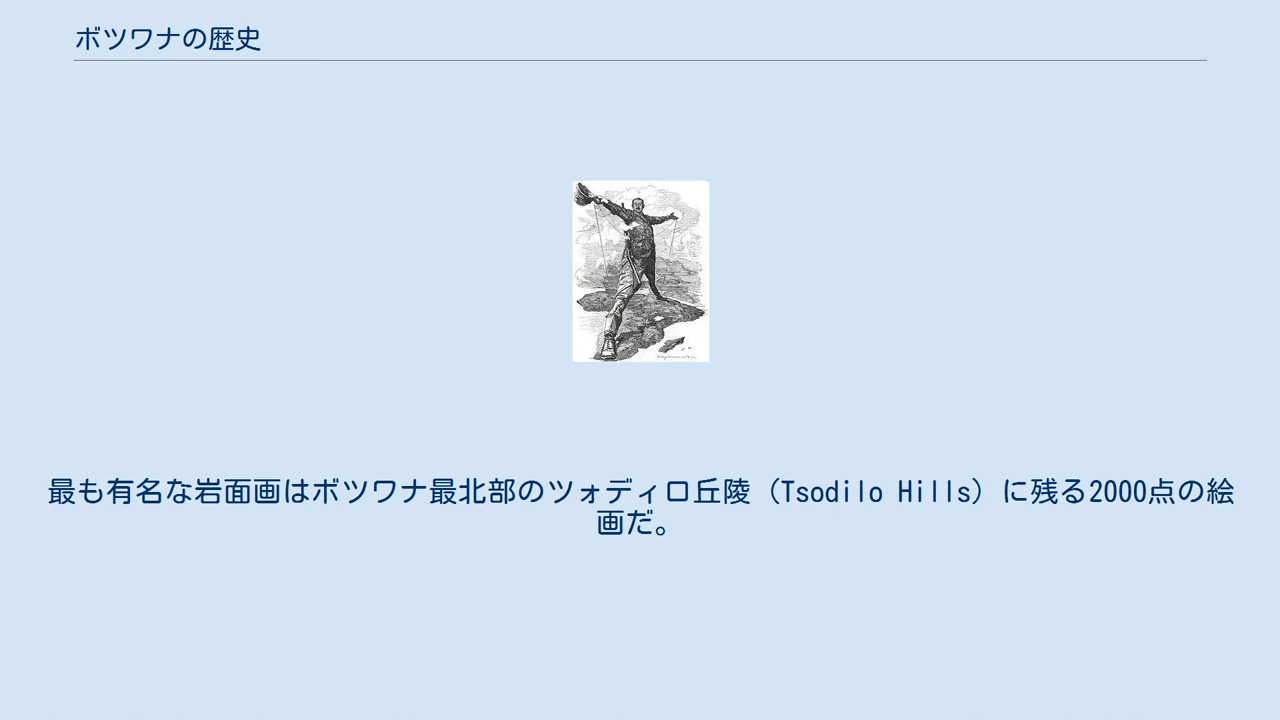 ボツワナの歴史
最も有名な岩面画はボツワナ最北部のツォディロ丘陵（Tsodilo Hills）に残る2000点の絵
画だ。